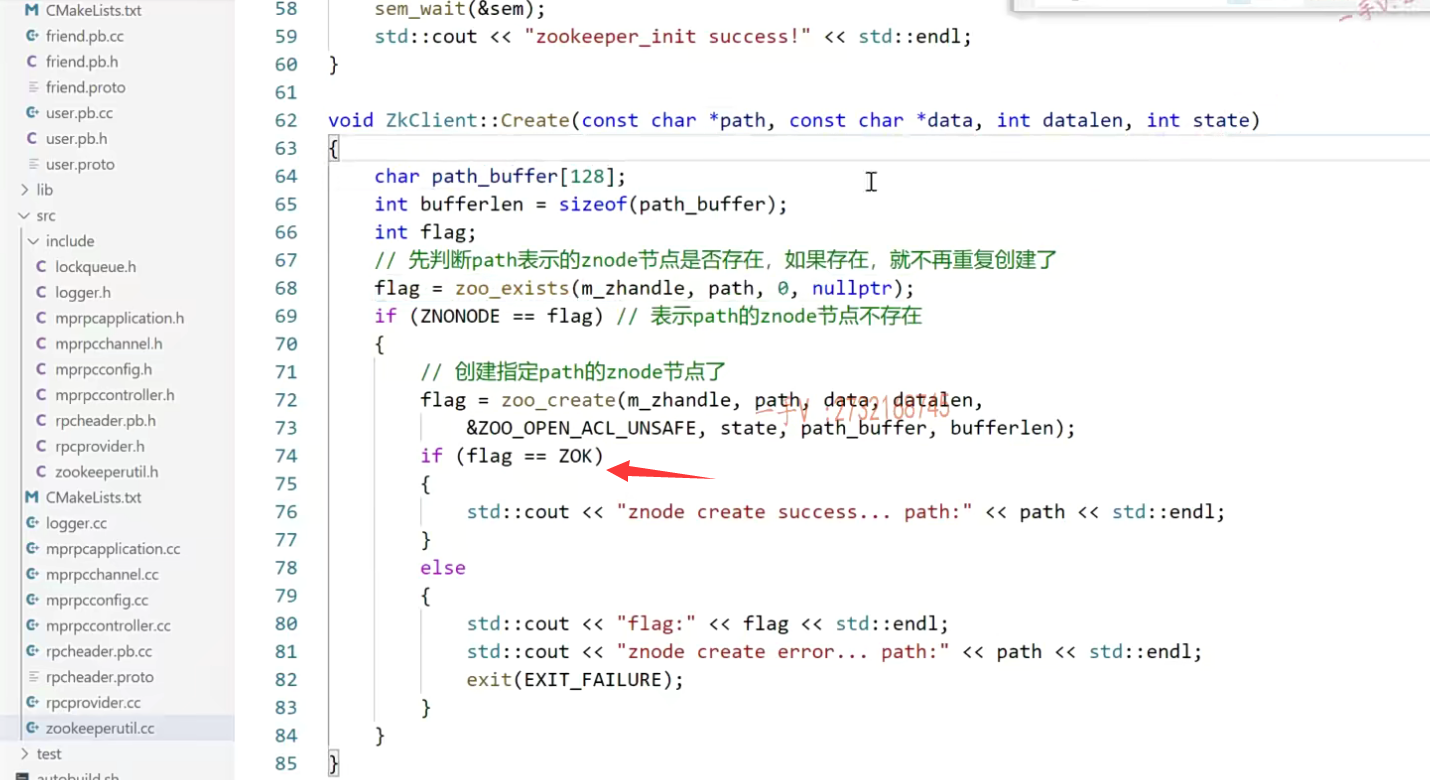 CMakeLists.txt
friend.pb.cc
friend.pb.h
friend.proto
user.pb.cc
user.pb.h
user.proto
lib
src
include
lockqueue.h
logger.h
mprpcapplication.h
mprpcchannel.h
mprpcconfig.h
mprpccontroller.h
rpcheader.pb.h
rpcprovider.h
zookeeperutil.h
CMakeLists.txt
logger.cc
mprpcapplication.cc
mprpcchannel.cc
mprpcconfig.cc
mprpccontroller.cc
rpcheader.pb.cc
rpcheader.proto
rpcprovider.cc
zookeeperutil.cc
test
autobuild.sh
58 sem_wait(&sem);
59 std::cout << "zookeeper_init success!" << std::endl;
60 }
61
62 void ZkClient::Create(const char *path, const char *data, int datalen, int state)
63 {
64 char path_buffer[128];
65 int bufferlen = sizeof(path_buffer);
66 int flag;
67 // 先判断path表示的znode节点是否存在，如果存在，就不再重复创建了
68 flag = zoo_exists(m_zhandle, path, 0, nullptr);
69 if (ZNONODE == flag) // 表示path的znode节点不存在
70 {
71 // 创建指定path的znode节点了
72 flag = zoo_create(m_zhandle, path, data, datalen,
73 &ZOO_OPEN_ACL_UNSAFE, state, path_buffer, bufferlen);
74 if (flag == ZOK)
75 {
76 std::cout << "znode create success... path:" << path << std::endl;
77 }
78 else
79 {
80 std::cout << "flag:" << flag << std::endl;
81 std::cout << "znode create error... path:" << path << std::endl;
82 exit(EXIT_FAILURE);
83 }
84 }
85 }
一手V